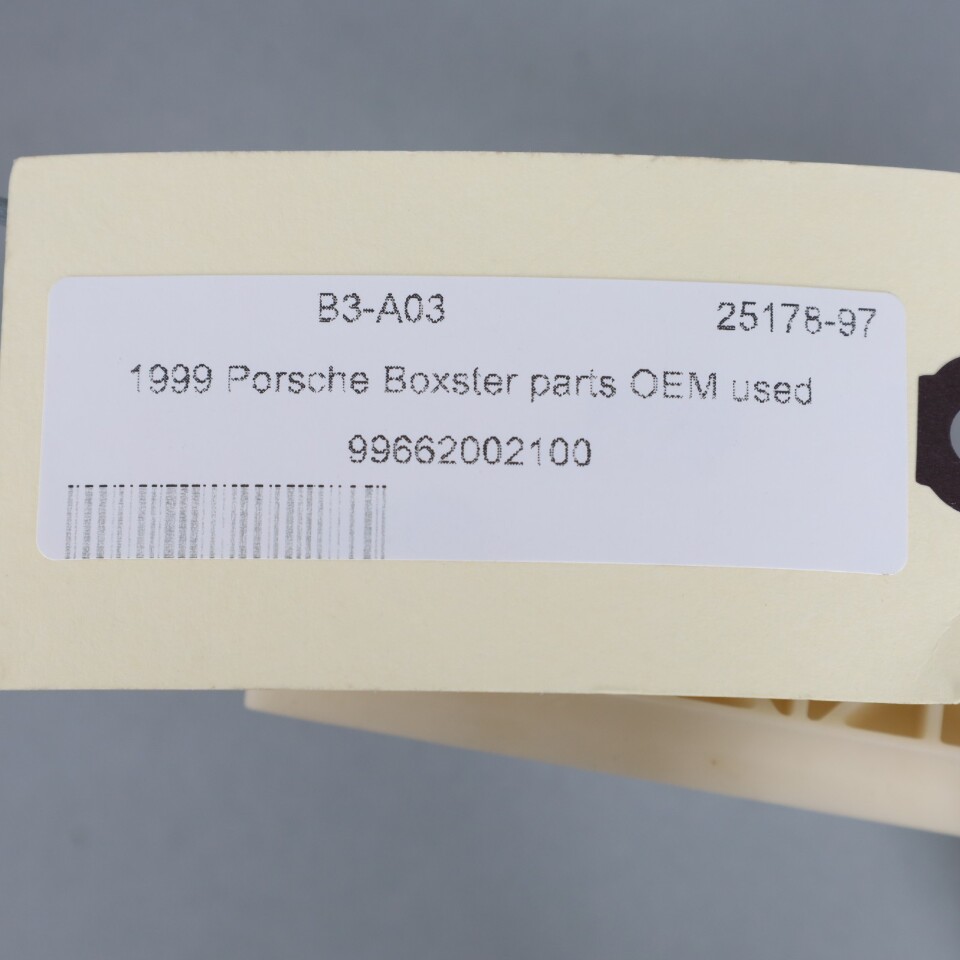 B3-A03 25178-97
1999 Porsche Boxster parts OEM used
99662002100